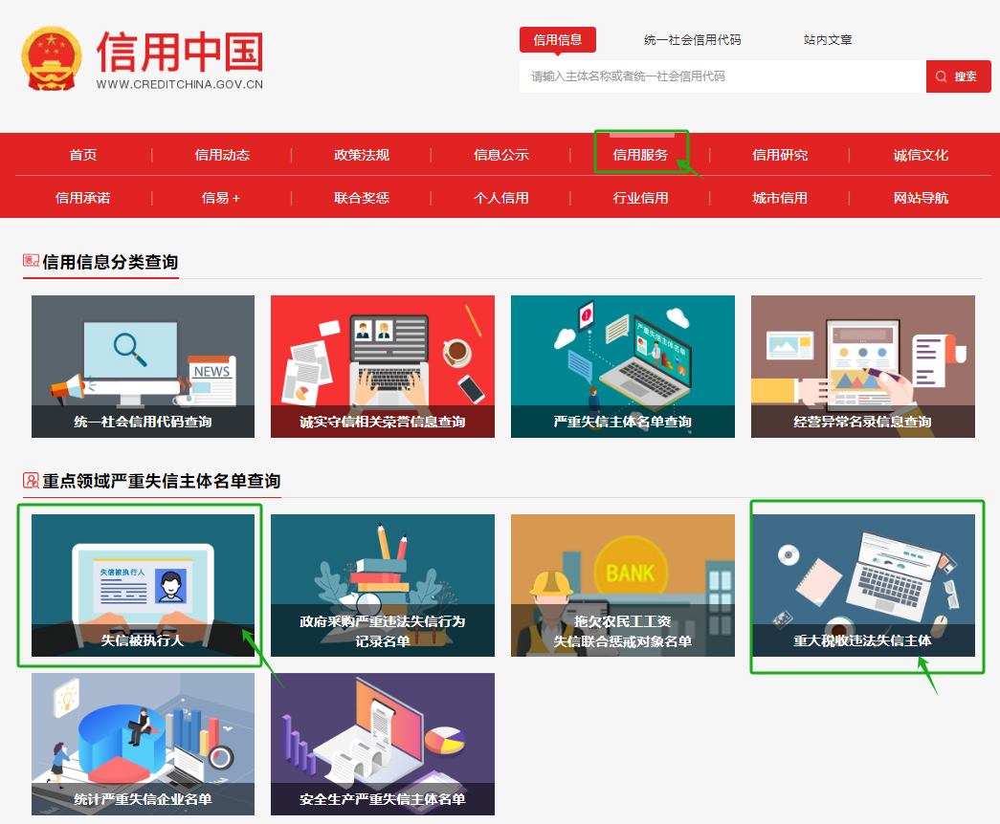 信用中国
WWW.CREDITCHINA.GOV.CN
信用信息 统一社会信用代码 站内文章
请输入主体名称或者统一社会信用代码 搜索
首页 信用动态 政策法规 信息公示 信用服务 信用研究 诚信文化
信用承诺 信易+ 联合奖惩 个人信用 行业信用 城市信用 网站导航
信用信息分类查询
NEWS
严重失信主体名单
统一社会信用代码查询 诚实守信相关荣誉信息查询 严重失信主体名单查询 经营异常名录信息查询
重点领域严重失信主体名单查询
失信被执行人
BANK
失信被执行人
政府采购严重违法失信行为
记录名单
拖欠农民工工资
失信联合惩戒对象名单
重大税收违法失信主体
统计严重失信企业名单 安全生产严重失信主体名单